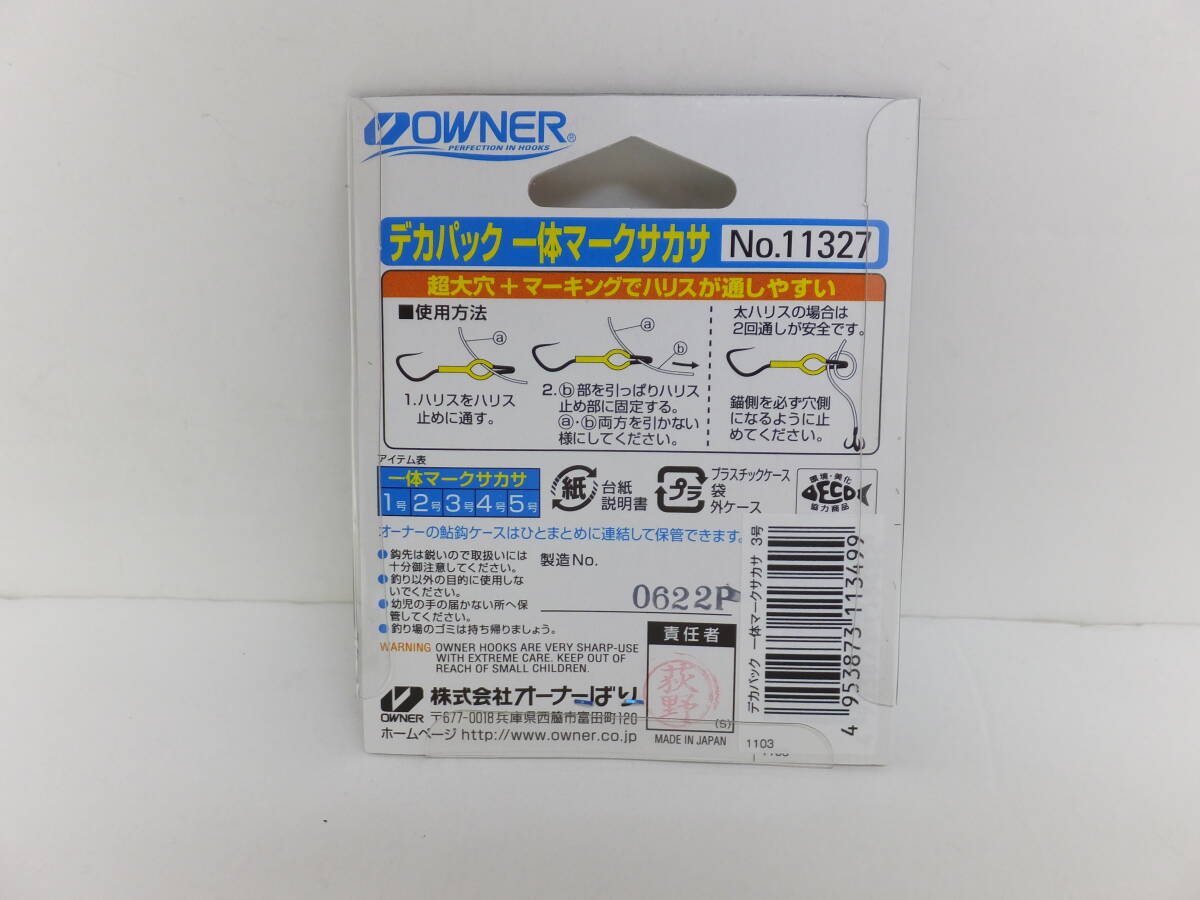 OWNER®
PERFECTION IN HOOKS
デカパック 一体マークサカサ No.11327
超大穴+マーキングでハリスが通しやすい
■使用方法
ⓐ
1.ハリスをハリス
止めに通す。
ⓐ
ⓑ
2.ⓑ部を引っぱりハリス
止め部に固定する。
ⓐ・ⓑ両方を引かない
様にしてください。
太ハリスの場合は
2回通しが安全です。
錨側を必ず穴側
になるように止
めてください。
アイテム表
一体マークサカサ
1号 2号 3号 4号 5号
紙
台紙
説明書
プラ
プラスチックケース
袋
外ケース
環境・美化
ECO
協力商品
オーナーの鮎鈎ケースはひとまとめに連結して保管できます。
●鈎先は鋭いので取扱いには
十分御注意してください。
●釣り以外の目的に使用しな
いでください。
●幼児の手の届かない所へ保
管してください。
●釣り場のゴミは持ち帰りましょう。
製造No.
0622P
WARNING OWNER HOOKS ARE VERY SHARP-USE
WITH EXTREME CARE. KEEP OUT OF
REACH OF SMALL CHILDREN.
責任者
荻野
(S)
OWNER
株式会社オーナーばり
〒677-0018兵庫県西脇市富田町120
ホームページ http://www.owner.co.jp
MADE IN JAPAN
デカパック 一体マークサカサ 3号
4 953873 113499
1103